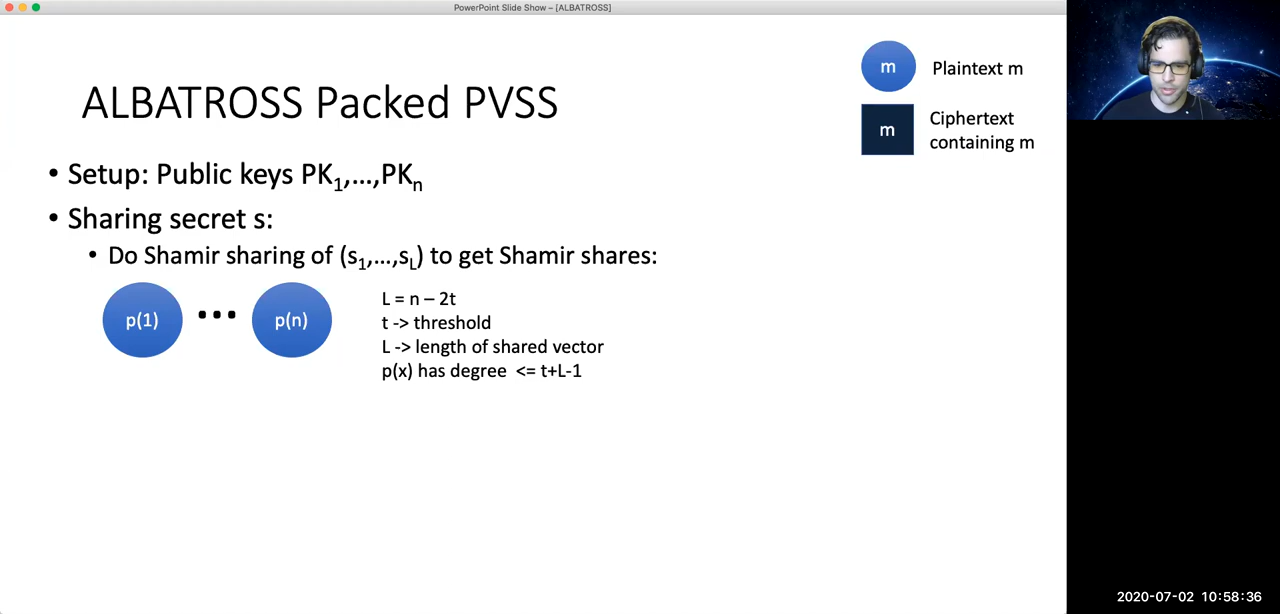 PowerPoint Slide Show – [ALBATROSS]
ALBATROSS Packed PVSS
m
Plaintext m
m
Ciphertext
containing m
• Setup: Public keys PK1,...,PKn
• Sharing secret s:
• Do Shamir sharing of (s1,...,sL) to get Shamir shares:
p(1) ... p(n)
L = n – 2t
t -> threshold
L -> length of shared vector
p(x) has degree <= t+L-1
2020-07-02 10:58:36